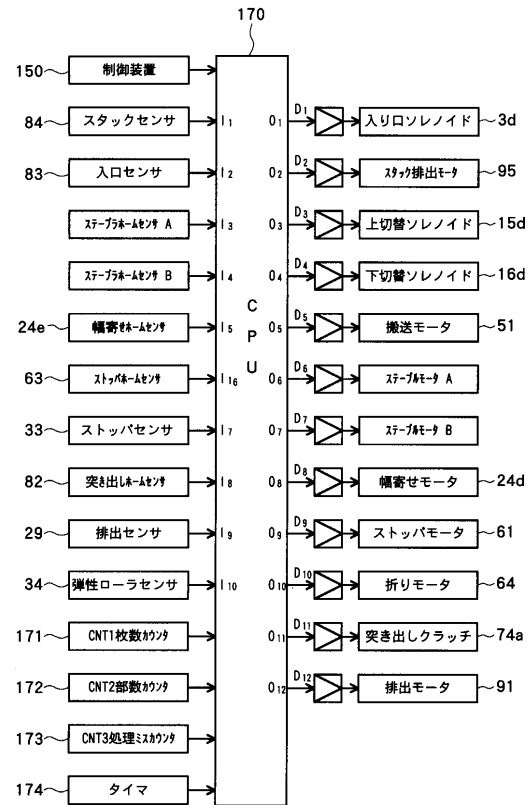 170
150 制御装置
84 スタックセンサ I1 O1 D1 入り口ソレノイド 3d
83 入口センサ I2 O2 D2 スタック排出モータ 95
ステープラホームセンサ A I3 O3 D3 上切替ソレノイド 15d
ステープラホームセンサ B I4 O4 D4 下切替ソレノイド 16d
CPU
24e 幅寄せホームセンサ I5 O5 D5 搬送モータ 51
63 ストッパホームセンサ I16 O6 D6 ステープルモータ A
33 ストッパセンサ I7 O7 D7 ステープルモータ B
82 突き出しホームセンサ I8 O8 D8 幅寄せモータ 24d
29 排出センサ I9 O9 D9 ストッパモータ 61
34 弾性ローラセンサ I10 O10 D10 折りモータ 64
171 CNT1枚数カウンタ O11 D11 突き出しクラッチ 74a
172 CNT2部数カウンタ O12 D12 排出モータ 91
173 CNT3処理ミスカウンタ
174 タイマ